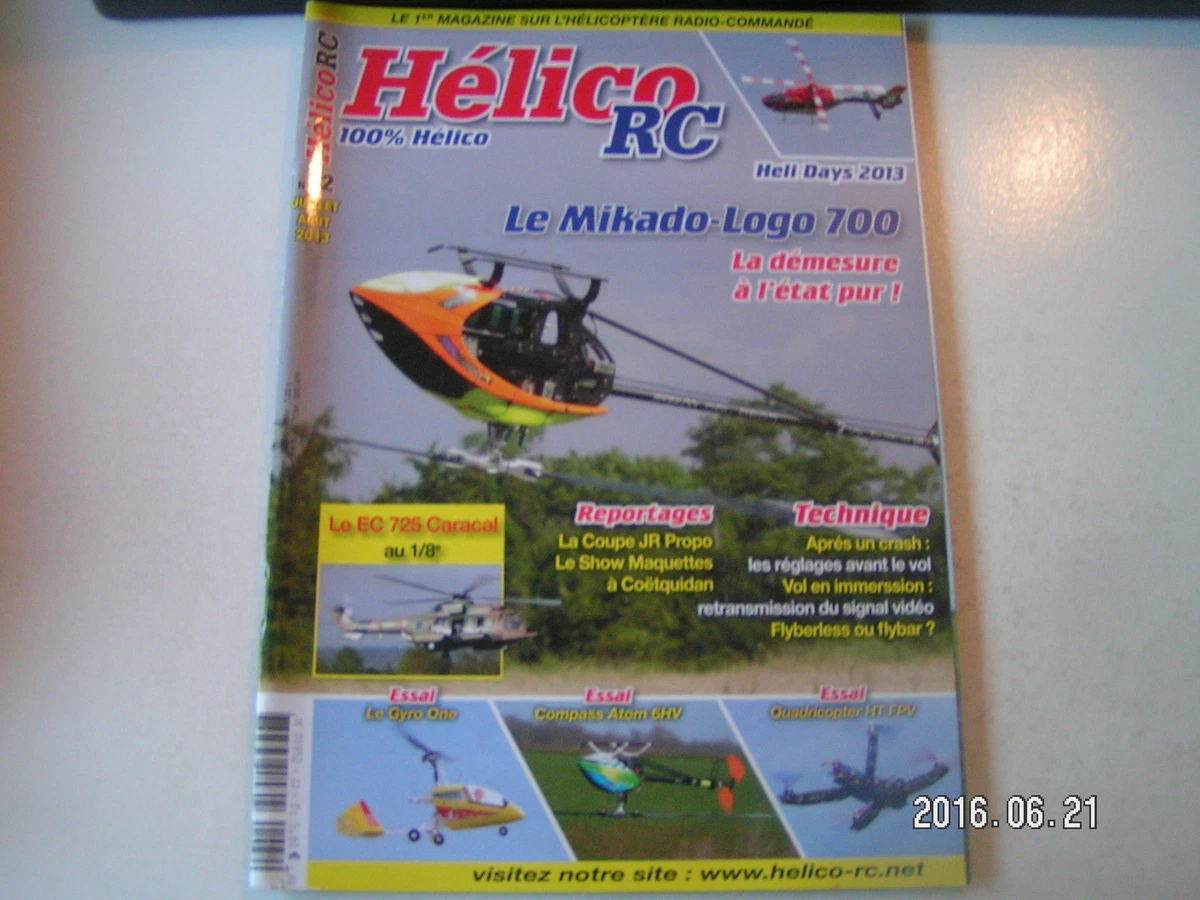 LE 1ER MAGAZINE SUR L'HÉLICOPTÈRE RADIO-COMMANDÉ
HélicoRC
Hélico
RC
100% Hélico
Heli Days 2013
2013
Le Mikado-Logo 700
La démesure
à l'état pur !
Le EC 725 Caracal
au 1/8e
Reportages
La Coupe JR Propo
Le Show Maquettes
à Coëtquidan
Technique
Aprés un crash :
les réglages avant le vol
Vol en immerssion :
retransmission du signal vidéo
Flyberless ou flybar ?
Essai
Le Gyro One
Essai
Compass Atom 6HV
Essai
Quadricopter HT FPV
2016.06.21
visitez notre site : www.helico-rc.net